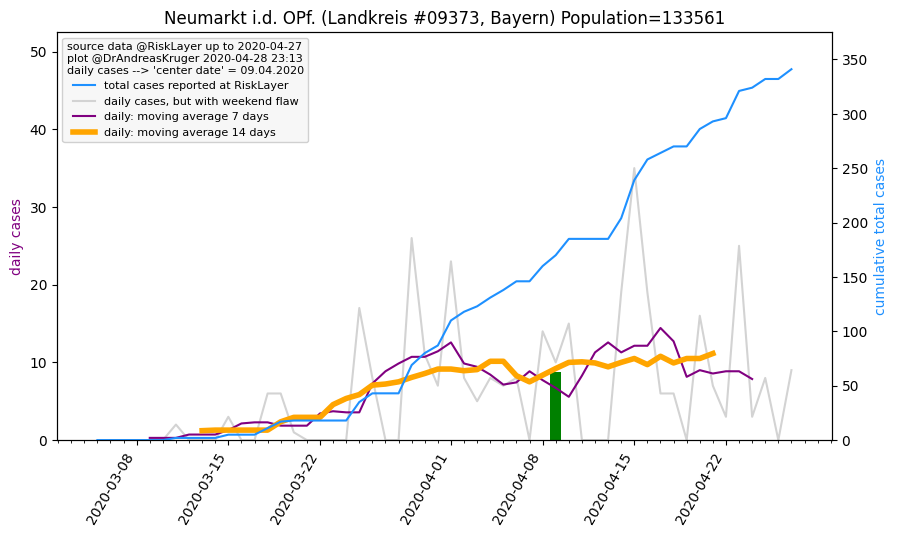 Neumarkt i.d. OPf. (Landkreis #09373, Bayern) Population=133561
source data @RiskLayer up to 2020-04-27
plot @DrAndreasKruger 2020-04-28 23:13
daily cases --> 'center date' = 09.04.2020
total cases reported at RiskLayer
daily cases, but with weekend flaw
daily: moving average 7 days
daily: moving average 14 days
daily cases
50
40
30
20
10
0
cumulative total cases
350
300
250
200
150
100
50
0
2020-03-08
2020-03-15
2020-03-22
2020-04-01
2020-04-08
2020-04-15
2020-04-22